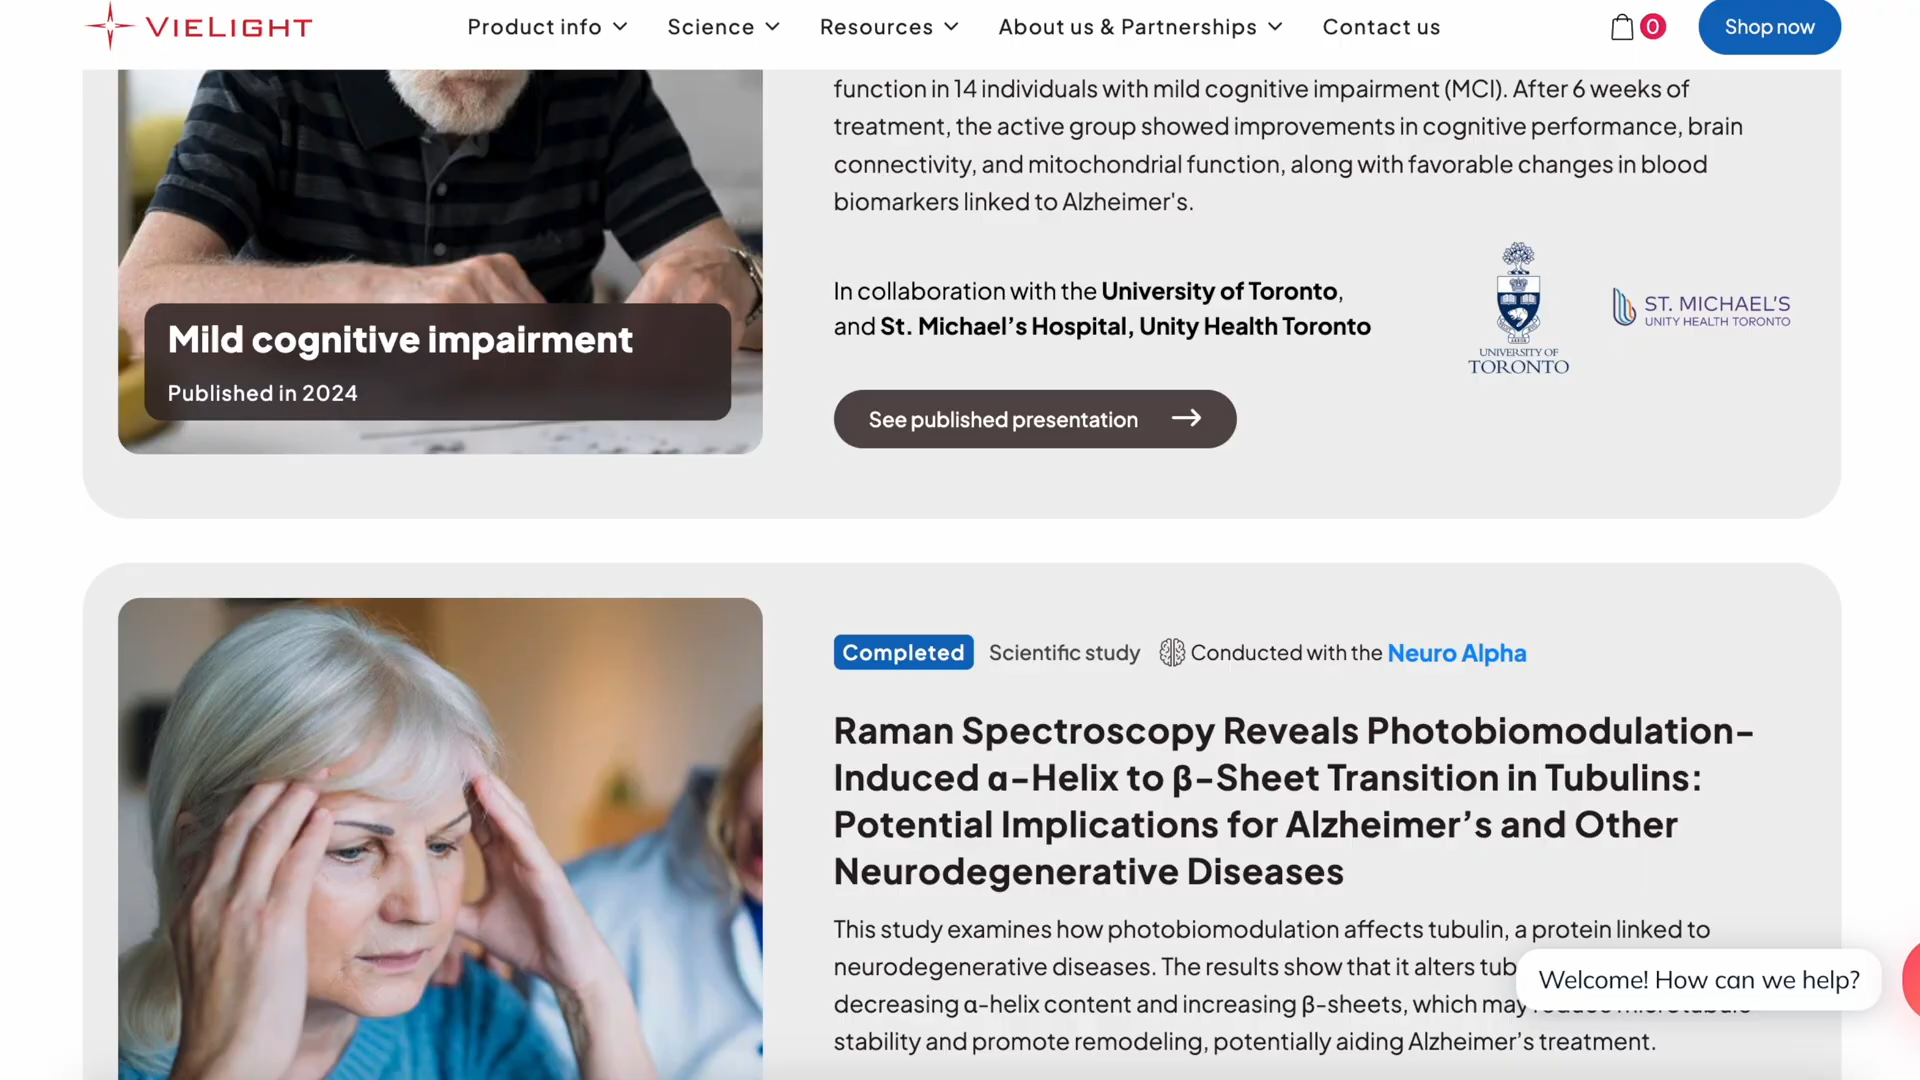 VIELIGHT
Product info
Science
Resources
About us & Partnerships
Contact us
0
Shop now
function in 14 individuals with mild cognitive impairment (MCI). After 6 weeks of
treatment, the active group showed improvements in cognitive performance, brain
connectivity, and mitochondrial function, along with favorable changes in blood
biomarkers linked to Alzheimer's.
In collaboration with the University of Toronto,
and St. Michael’s Hospital, Unity Health Toronto
UNIVERSITY OF
TORONTO
ST. MICHAEL'S
UNITY HEALTH TORONTO
Mild cognitive impairment
Published in 2024
See published presentation
Completed Scientific study Conducted with the Neuro Alpha
Raman Spectroscopy Reveals Photobiomodulation-
Induced α-Helix to β-Sheet Transition in Tubulins:
Potential Implications for Alzheimer’s and Other
Neurodegenerative Diseases
This study examines how photobiomodulation affects tubulin, a protein linked to
neurodegenerative diseases. The results show that it alters
decreasing α-helix content and increasing β-sheets, which may
stability and promote remodeling, potentially aiding Alzheimer’s treatment.
Welcome! How can we help?